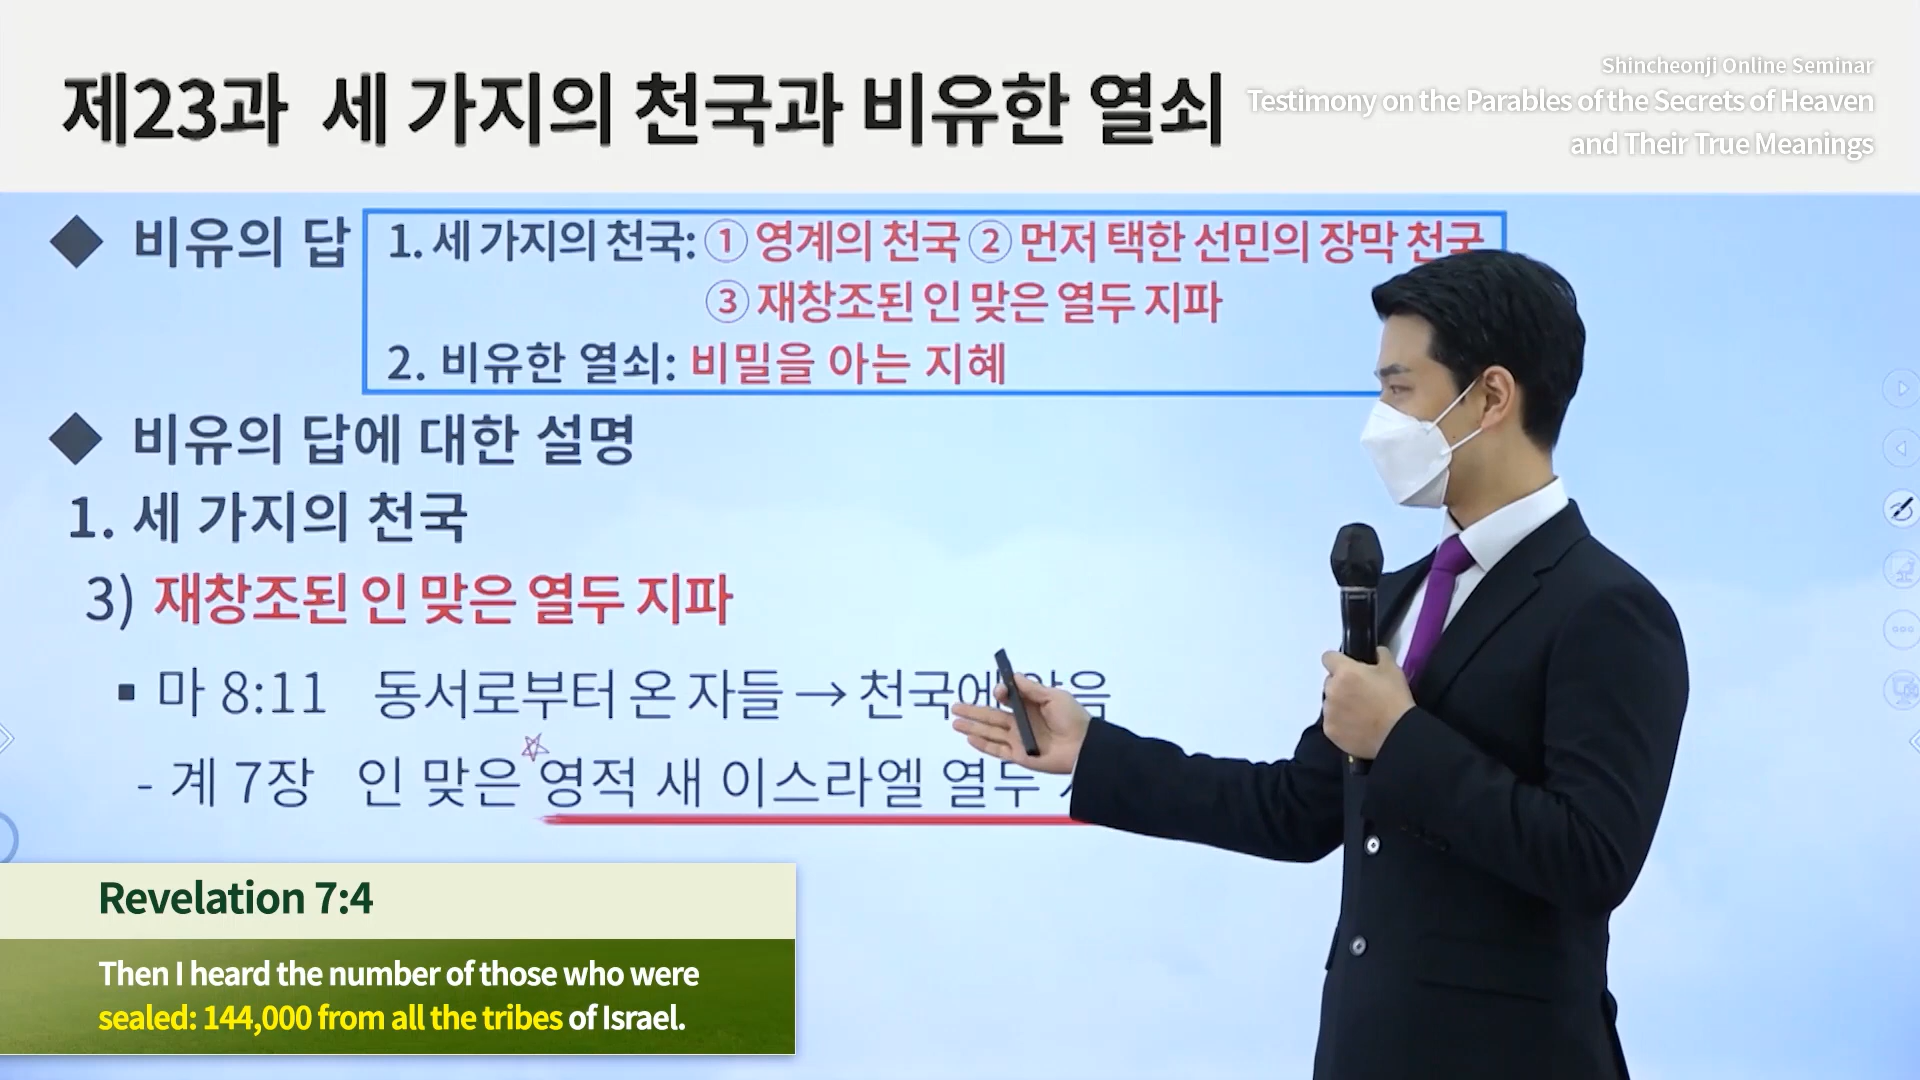 제23과 세 가지의 천국과 비유한 열쇠
Shincheonji Online Seminar
Testimony on the Parables of the Secrets of Heaven
and Their True Meanings
◆ 비유의 답
1. 세 가지의 천국: ① 영계의 천국 ② 먼저 택한 선민의 장막 천국
③ 재창조된 인 맞은 열두 지파
2. 비유한 열쇠: 비밀을 아는 지혜
◆ 비유의 답에 대한 설명
1. 세 가지의 천국
3) 재창조된 인 맞은 열두 지파
▪ 마 8:11 동서로부터 온 자들 → 천국에
- 계 7장 인 맞은 영적 새 이스라엘 열두
Revelation 7:4
Then I heard the number of those who were
sealed: 144,000 from all the tribes of Israel.